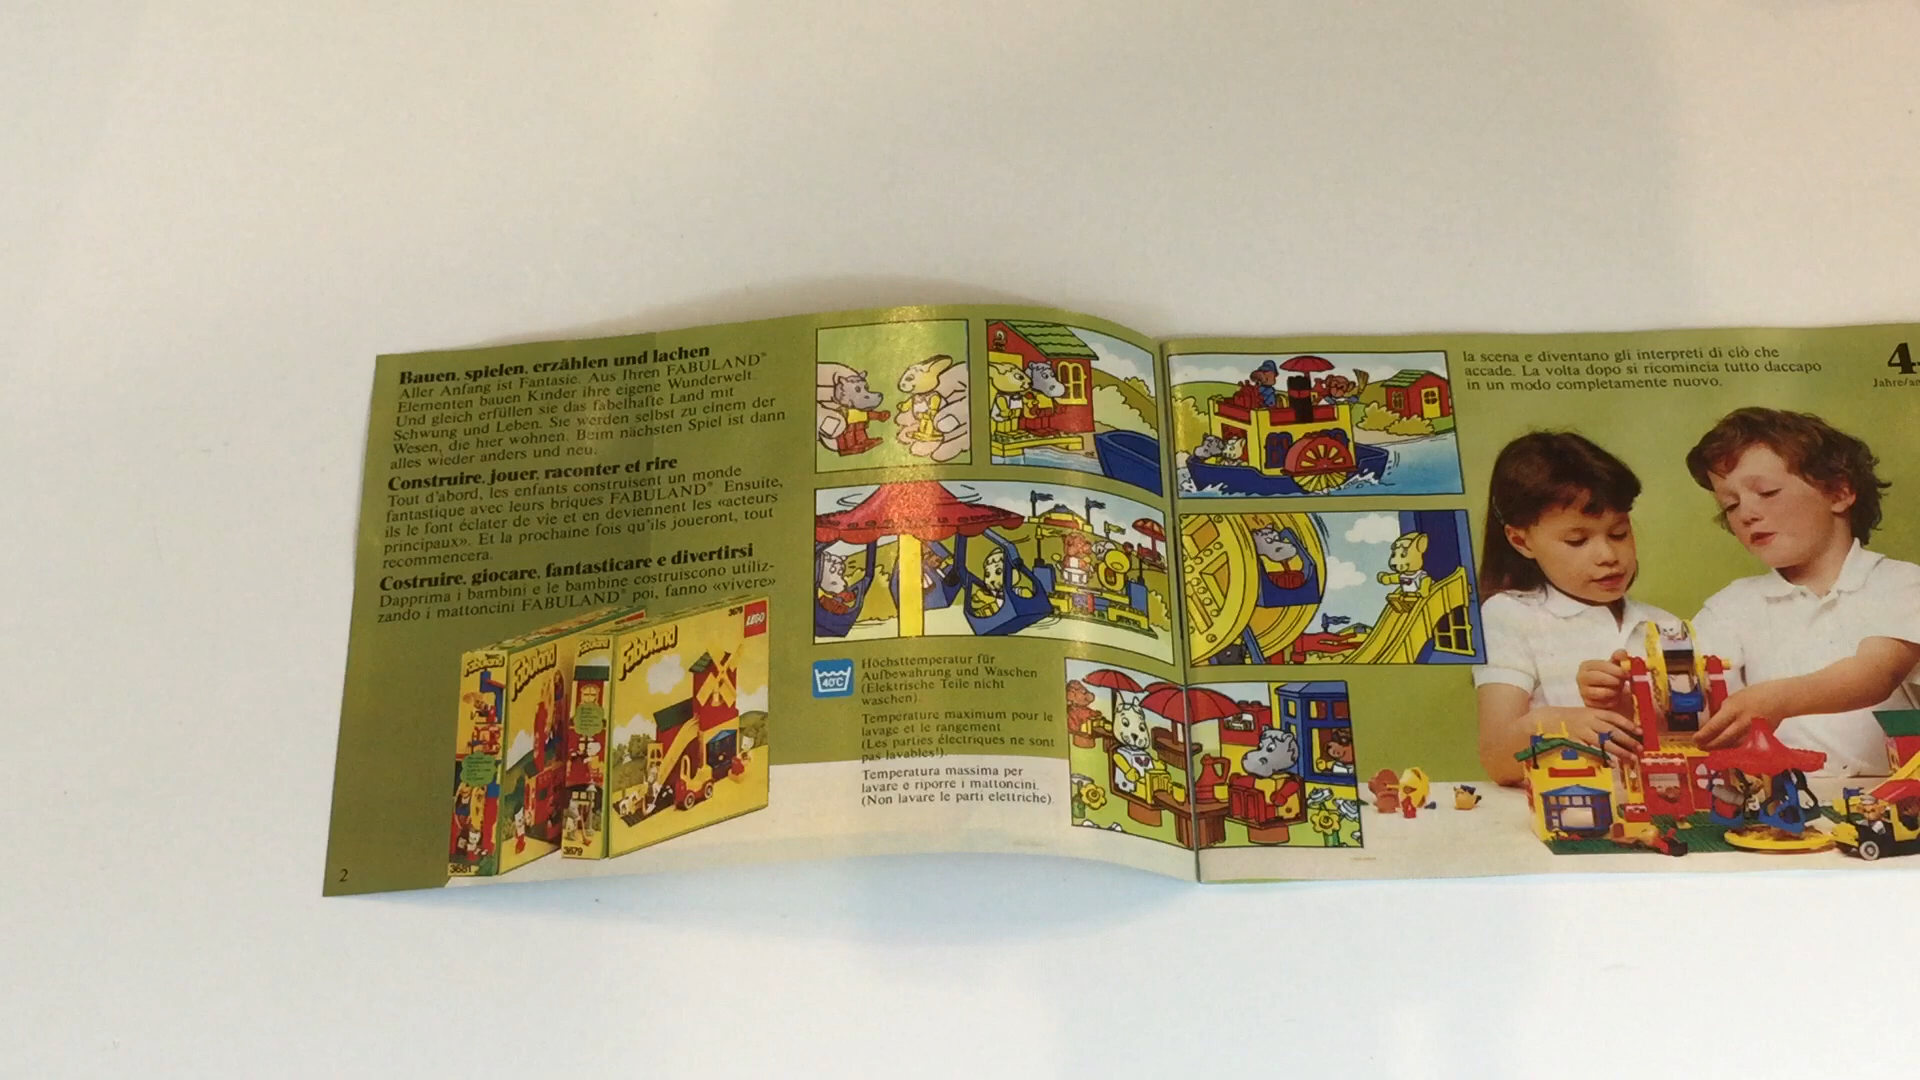 Bauen, spielen, erzählen und lachen
Aller Anfang ist Fantasie. Aus Ihren FABULAND®
Elementen bauen Kinder ihre eigene Wunderwelt.
Und gleich erfüllen sie das fabelhafte Land mit
Schwung und Leben. Sie werden selbst zu einem der
Wesen, die hier wohnen. Beim nächsten Spiel ist dann
alles wieder anders und neu.
Construire, jouer, raconter et rire
Tout d'abord, les enfants construisent un monde
fantastique avec leurs briques FABULAND® Ensuite,
ils le font éclater de vie et en deviennent les «acteurs
principaux». Et la prochaine fois qu'ils joueront, tout
recommencera.
Costruire, giocare, fantasticare e divertirsi
Dapprima i bambini e le bambine costruiscono utiliz-
zando i mattoncini FABULAND® poi, fanno «vivere»
Fabuland
3681
Fabuland
Fabuland
3679
Fabuland
3678
LEGO
2
40°C
Höchsttemperatur für
Aufbewahrung und Waschen
(Elektrische Teile nicht
waschen).
Température maximum pour le
lavage et le rangement
(Les parties électriques ne sont
pas lavables!).
Temperatura massima per
lavare e riporre i mattoncini.
(Non lavare le parti elettriche).
la scena e diventano gli interpreti di ciò che
accade. La volta dopo si ricomincia tutto daccapo
in un modo completamente nuovo.
4-